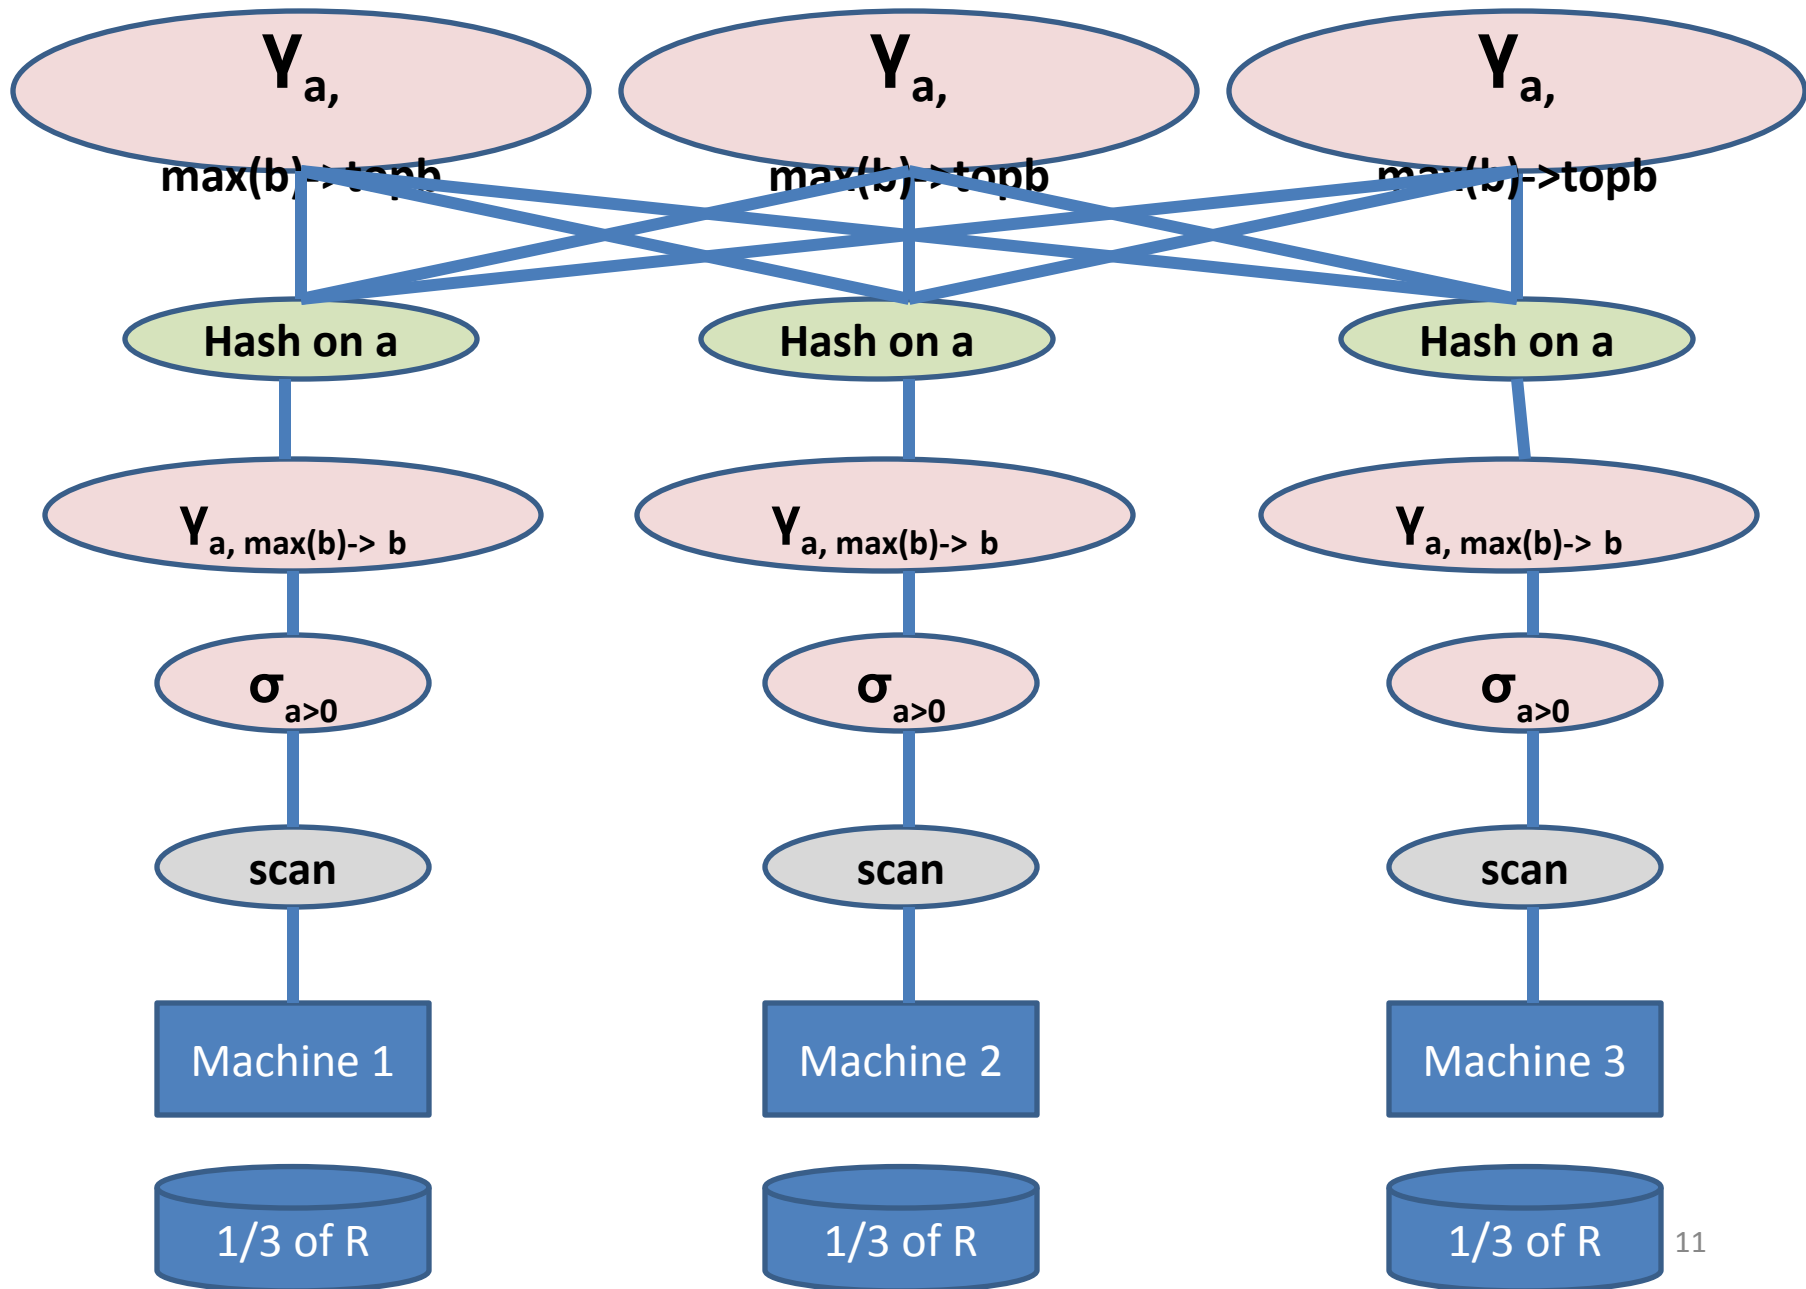 γa, γa, γa,
max(b)->topb max(b)->topb max(b)->topb
Hash on a Hash on a Hash on a
γa, max(b)-> b γa, max(b)-> b γa, max(b)-> b
σa>0 σa>0 σa>0
scan scan scan
Machine 1 Machine 2 Machine 3
1/3 of R 1/3 of R 1/3 of R 11